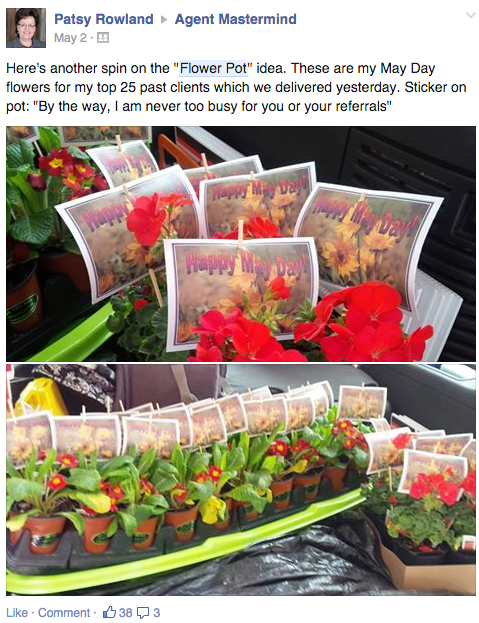 Patsy Rowland ▸ Agent Mastermind
May 2 ·
Here's another spin on the "Flower Pot" idea. These are my May Day
flowers for my top 25 past clients which we delivered yesterday. Sticker on
pot: "By the way, I am never too busy for you or your referrals"
Happy May Day!
Happy May Day!
Happy May Day!
Happy May Day!
Like · Comment · 38 3